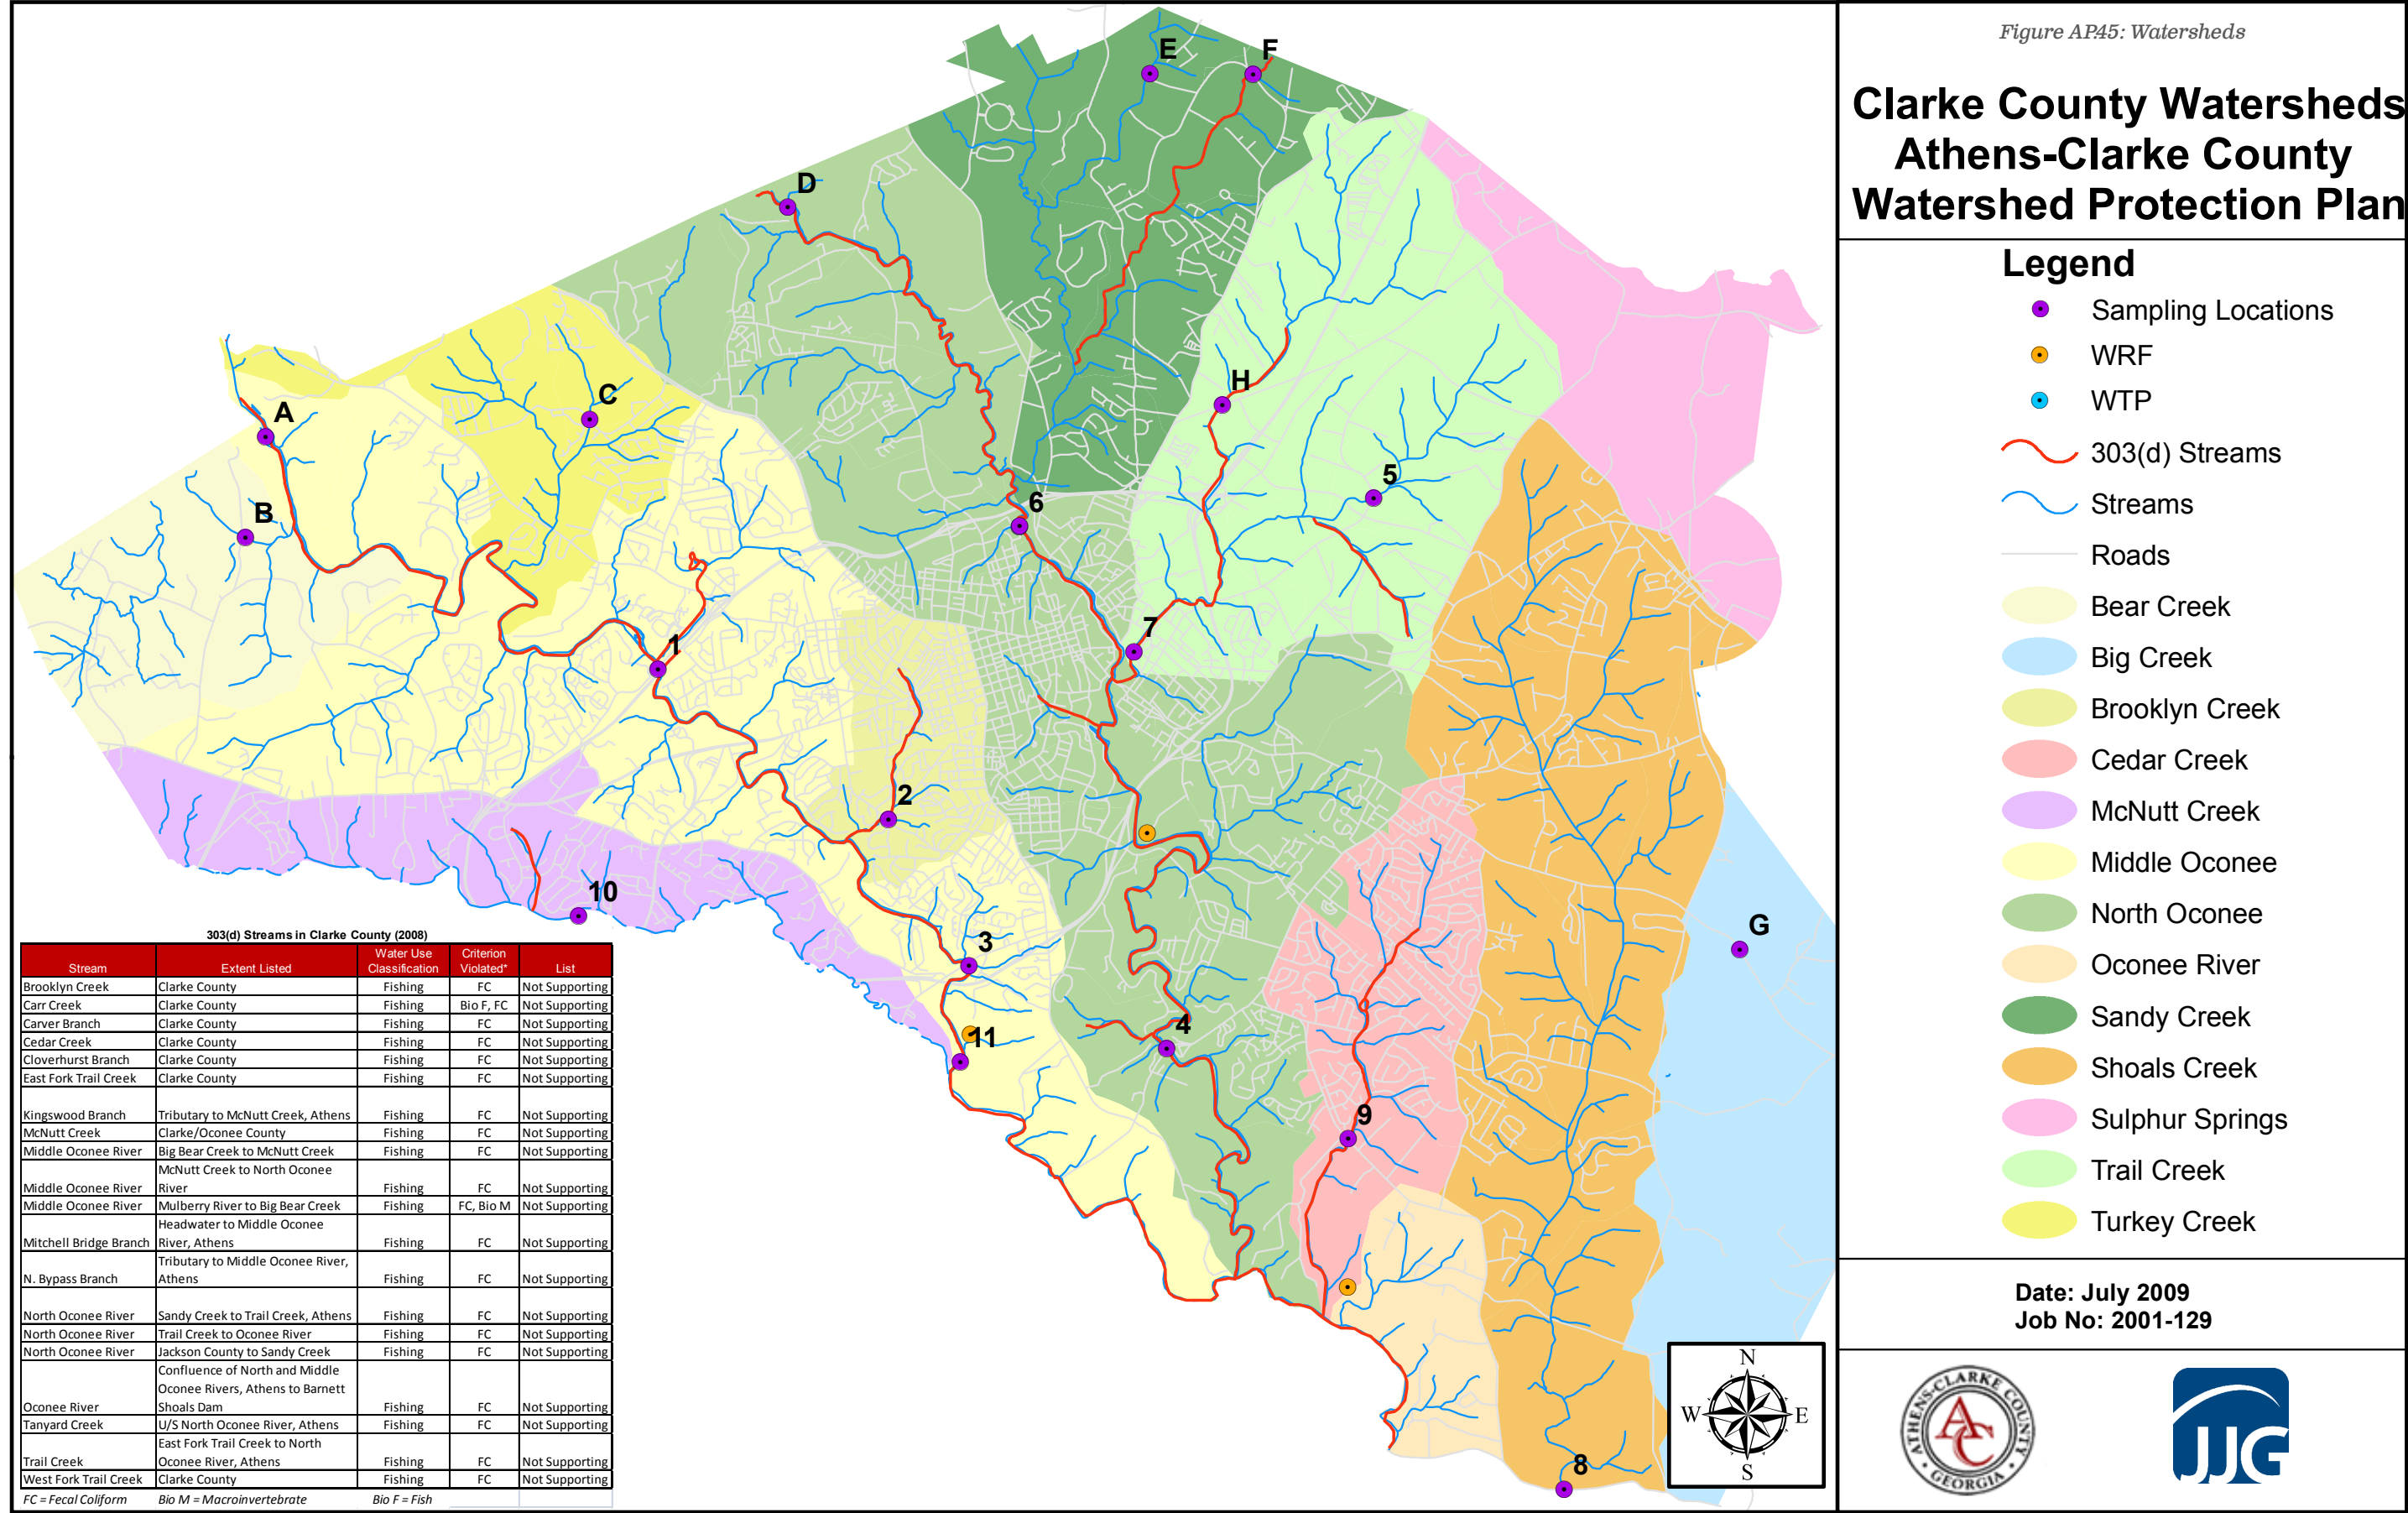 Figure AP.45: Watersheds
Clarke County Watersheds
Athens-Clarke County
Watershed Protection Plan
Legend
Sampling Locations
WRF
WTP
303(d) Streams
Streams
Roads
Bear Creek
Big Creek
Brooklyn Creek
Cedar Creek
McNutt Creek
Middle Oconee
North Oconee
Oconee River
Sandy Creek
Shoals Creek
Sulphur Springs
Trail Creek
Turkey Creek
Date: July 2009
Job No: 2001-129
ATHENS-CLARKE COUNTY
AC
GEORGIA
JJG
N
W E
S
E
F
D
A
C
H
B
5
6
7
1
2
10
3
G
4
11
9
8
303(d) Streams in Clarke County (2008)
Stream Extent Listed Water Use Classification Criterion Violated* List
Brooklyn Creek Clarke County Fishing FC Not Supporting
Carr Creek Clarke County Fishing Bio F, FC Not Supporting
Carver Branch Clarke County Fishing FC Not Supporting
Cedar Creek Clarke County Fishing FC Not Supporting
Cloverhurst Branch Clarke County Fishing FC Not Supporting
East Fork Trail Creek Clarke County Fishing FC Not Supporting
Kingswood Branch Tributary to McNutt Creek, Athens Fishing FC Not Supporting
McNutt Creek Clarke/Oconee County Fishing FC Not Supporting
Middle Oconee River Big Bear Creek to McNutt Creek Fishing FC Not Supporting
Middle Oconee River McNutt Creek to North Oconee River Fishing FC Not Supporting
Middle Oconee River Mulberry River to Big Bear Creek Fishing FC, Bio M Not Supporting
Mitchell Bridge Branch Headwater to Middle Oconee River, Athens Fishing FC Not Supporting
N. Bypass Branch Tributary to Middle Oconee River, Athens Fishing FC Not Supporting
North Oconee River Sandy Creek to Trail Creek, Athens Fishing FC Not Supporting
North Oconee River Trail Creek to Oconee River Fishing FC Not Supporting
North Oconee River Jackson County to Sandy Creek Fishing FC Not Supporting
Oconee River Confluence of North and Middle Oconee Rivers, Athens to Barnett Shoals Dam Fishing FC Not Supporting
Tanyard Creek U/S North Oconee River, Athens Fishing FC Not Supporting
Trail Creek East Fork Trail Creek to North Oconee River, Athens Fishing FC Not Supporting
West Fork Trail Creek Clarke County Fishing FC Not Supporting
FC = Fecal Coliform Bio M = Macroinvertebrate Bio F = Fish